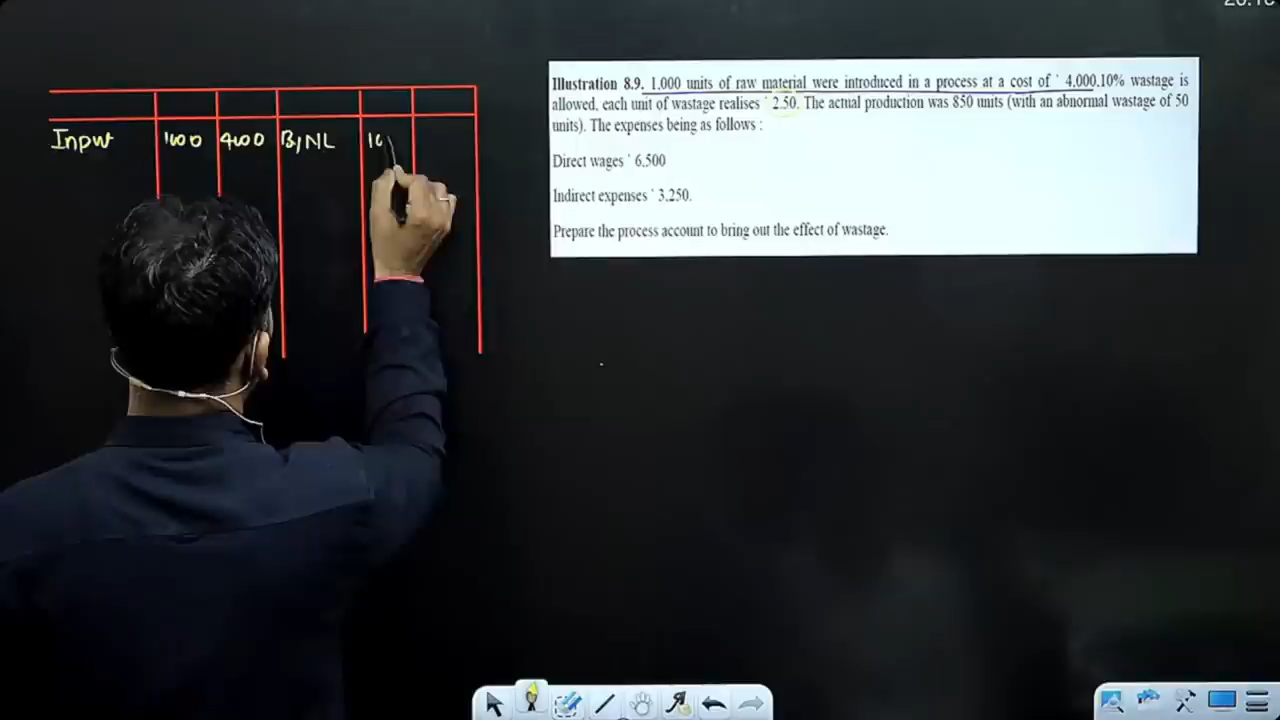 Input 1000 4000 By NL 10
Illustration 8.9. 1,000 units of raw material were introduced in a process at a cost of ` 4,000.10% wastage is
allowed, each unit of wastage realises ` 2.50. The actual production was 850 units (with an abnormal wastage of 50
units). The expenses being as follows :
Direct wages ` 6,500
Indirect expenses ` 3,250.
Prepare the process account to bring out the effect of wastage.